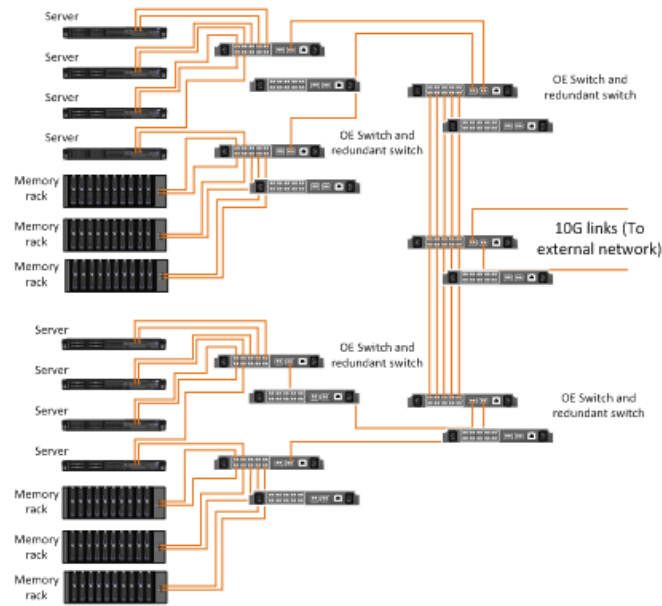 Server
Server
Server
Server
Memory
rack
Memory
rack
Memory
rack
OE Switch and
redundant switch
OE Switch and
redundant switch
10G links (To
external network)
Server
Server
Server
Server
Memory
rack
Memory
rack
Memory
rack
OE Switch and
redundant switch
OE Switch and
redundant switch